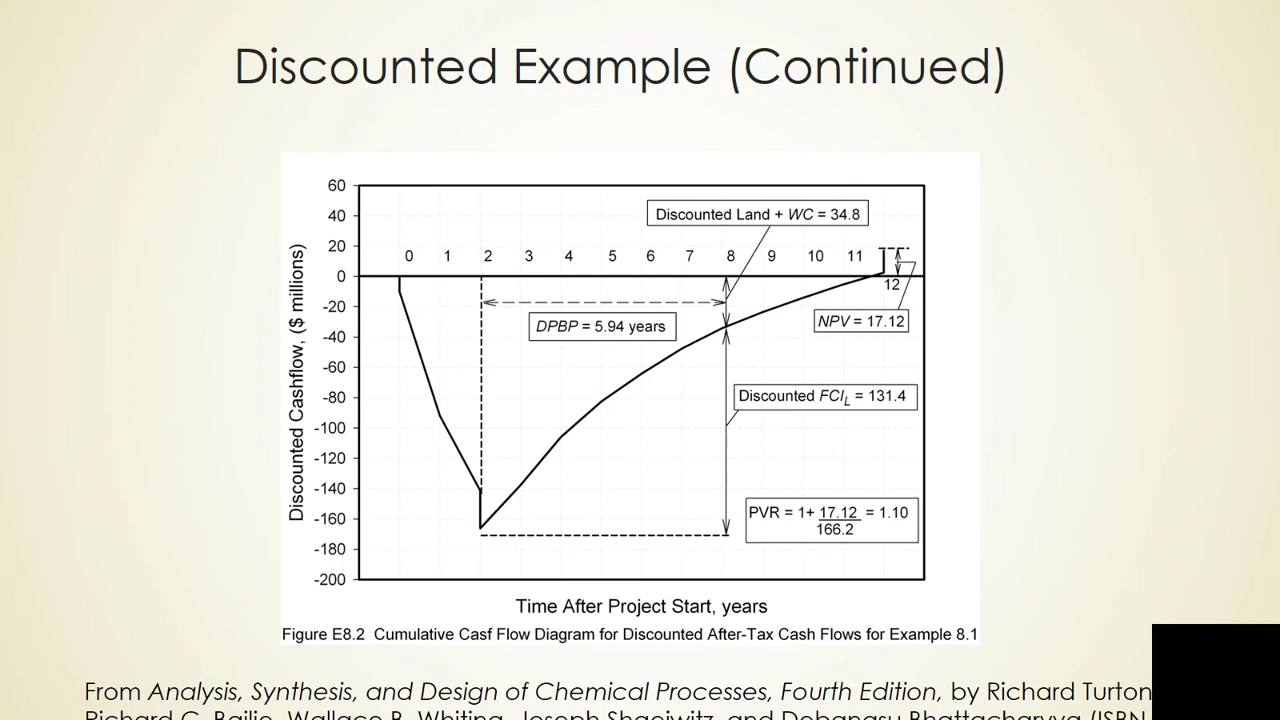 Discounted Example (Continued)
60
40
20
0
-20
-40
-60
-80
-100
-120
-140
-160
-180
-200
Discounted Cashflow, ($ millions)
Discounted Land + WC = 34.8
0 1 2 3 4 5 6 7 8 9 10 11
12
DPBP = 5.94 years
NPV = 17.12
Discounted FCI_L = 131.4
PVR = 1+ 17.12 = 1.10
166.2
Time After Project Start, years
Figure E8.2 Cumulative Casf Flow Diagram for Discounted After-Tax Cash Flows for Example 8.1
From Analysis, Synthesis, and Design of Chemical Processes, Fourth Edition, by Richard Turton
Richard C. Bailie, Wallace B. Whiting, Joseph Shaeiwitz, and Debangsu Bhattacharyya (ISBN